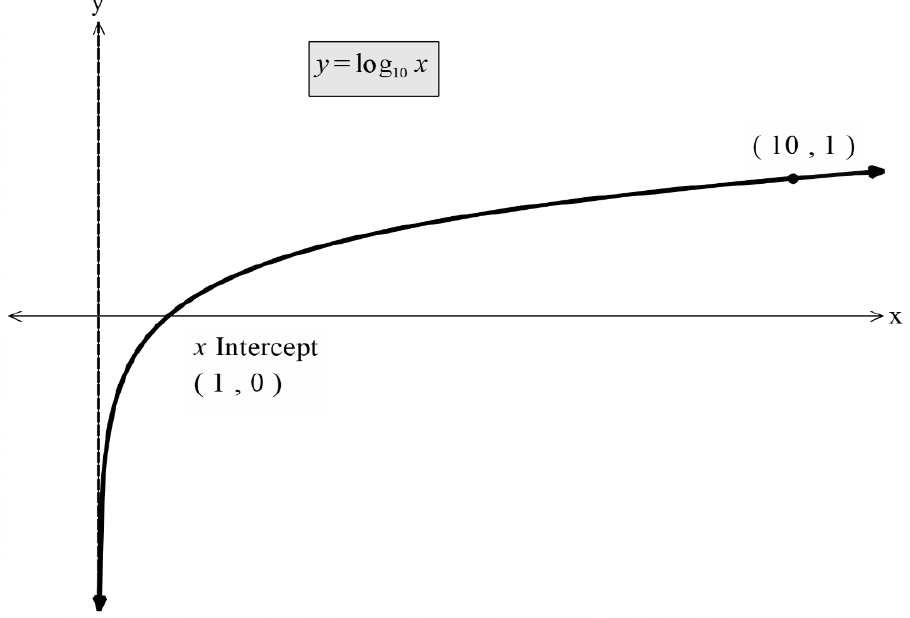 y
y = log₁₀ x
( 10 , 1 )
x
x Intercept
( 1 , 0 )